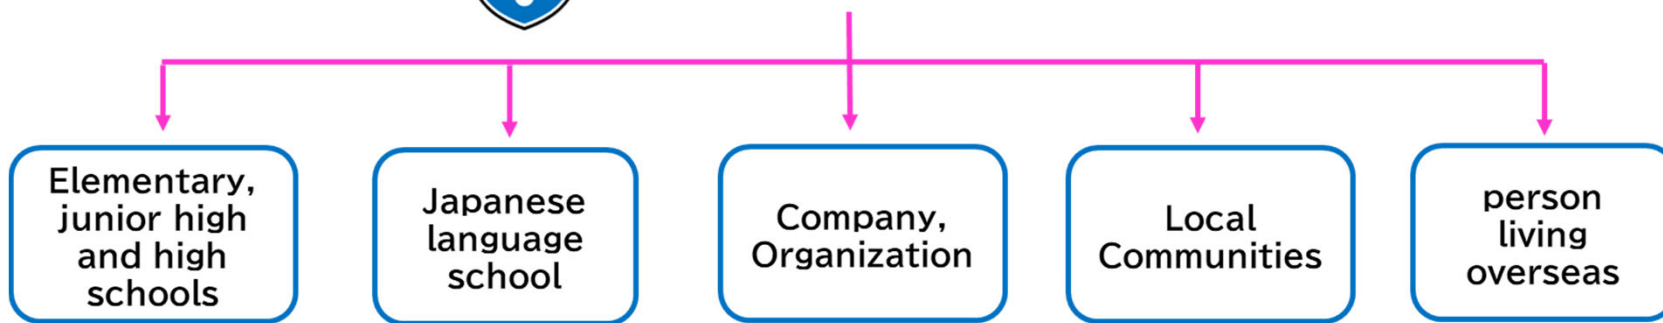 Elementary,
junior high
and high
schools
Japanese
language
school
Company,
Organization
Local
Communities
person
living
overseas